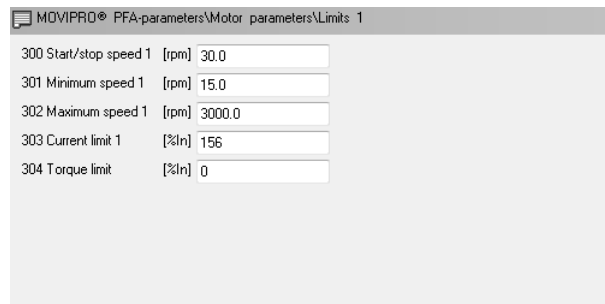 MOVIPRO® PFA-parameters\Motor parameters\Limits 1
300 Start/stop speed 1 [rpm] 30.0
301 Minimum speed 1 [rpm] 15.0
302 Maximum speed 1 [rpm] 3000.0
303 Current limit 1 [%In] 156
304 Torque limit [%In] 0